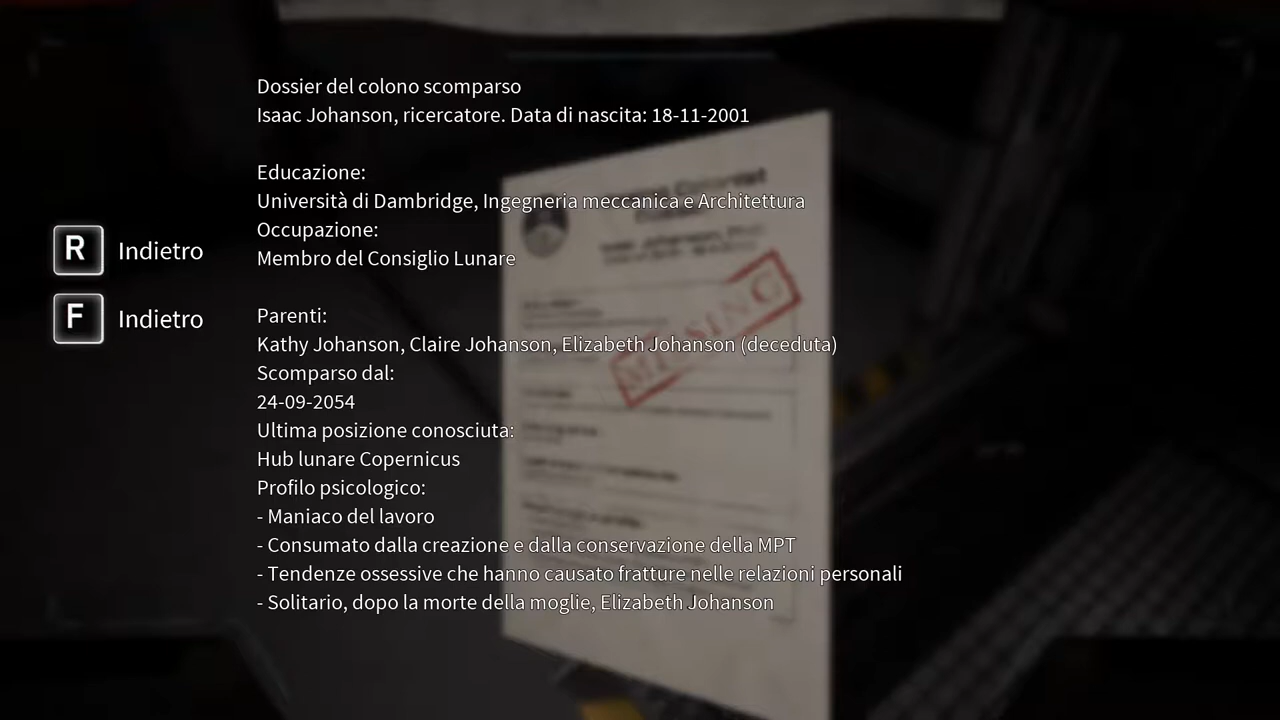 Dossier del colono scomparso
Isaac Johanson, ricercatore. Data di nascita: 18-11-2001
Educazione:
Università di Dambridge, Ingegneria meccanica e Architettura
Occupazione:
Membro del Consiglio Lunare
R Indietro
F Indietro
Parenti:
Kathy Johanson, Claire Johanson, Elizabeth Johanson (deceduta)
Scomparso dal:
24-09-2054
Ultima posizione conosciuta:
Hub lunare Copernicus
Profilo psicologico:
- Maniaco del lavoro
- Consumato dalla creazione e dalla conservazione della MPT
- Tendenze ossessive che hanno causato fratture nelle relazioni personali
- Solitario, dopo la morte della moglie, Elizabeth Johanson
MISSING